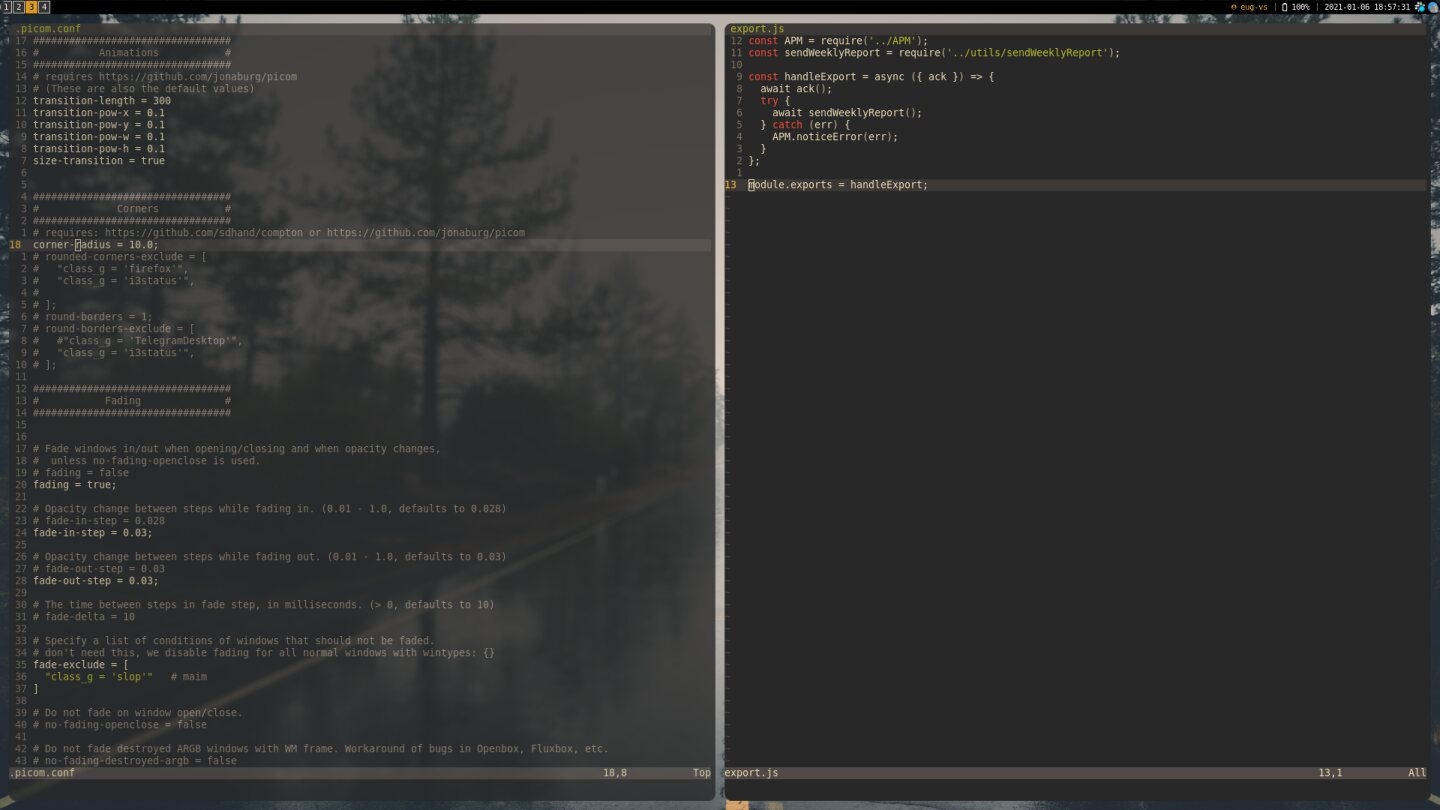 1 2 3 4
eug-vs | 100% | 2021-01-06 18:57:31
.picom.conf
17 #################################
16 #          Animations           #
15 #################################
14 # requires https://github.com/jonaburg/picom
13 # (These are also the default values)
12 transition-length = 300
11 transition-pow-x = 0.1
10 transition-pow-y = 0.1
9 transition-pow-w = 0.1
8 transition-pow-h = 0.1
7 size-transition = true
6
5
4 #################################
3 #             Corners           #
2 #################################
1 # requires: https://github.com/sdhand/compton or https://github.com/jonaburg/picom
18 corner-radius = 10.0;
1 # rounded-corners-exclude = [
2 #   "class_g = 'firefox'",
3 #   "class_g = 'i3status'",
4 #
5 # ];
6 # round-borders = 1;
7 # round-borders-exclude = [
8 #   #"class_g = 'TelegramDesktop'",
9 #   "class_g = 'i3status'",
10 # ];
11
12 #################################
13 #           Fading              #
14 #################################
15
16
17 # Fade windows in/out when opening/closing and when opacity changes,
18 #  unless no-fading-openclose is used.
19 # fading = false
20 fading = true;
21
22 # Opacity change between steps while fading in. (0.01 - 1.0, defaults to 0.028)
23 # fade-in-step = 0.028
24 fade-in-step = 0.03;
25
26 # Opacity change between steps while fading out. (0.01 - 1.0, defaults to 0.03)
27 # fade-out-step = 0.03
28 fade-out-step = 0.03;
29
30 # The time between steps in fade step, in milliseconds. (> 0, defaults to 10)
31 # fade-delta = 10
32
33 # Specify a list of conditions of windows that should not be faded.
34 # don't need this, we disable fading for all normal windows with wintypes: {}
35 fade-exclude = [
36   "class_g = 'slop'"   # maim
37 ]
38
39 # Do not fade on window open/close.
40 # no-fading-openclose = false
41
42 # Do not fade destroyed ARGB windows with WM frame. Workaround of bugs in Openbox, Fluxbox, etc.
43 # no-fading-destroyed-argb = false
.picom.conf 18,8 Top
export.js
12 const APM = require('../APM');
11 const sendWeeklyReport = require('../utils/sendWeeklyReport');
10
9 const handleExport = async ({ ack }) => {
8   await ack();
7   try {
6     await sendWeeklyReport();
5   } catch (err) {
4     APM.noticeError(err);
3   }
2 };
1
13 module.exports = handleExport;
export.js 13,1 All